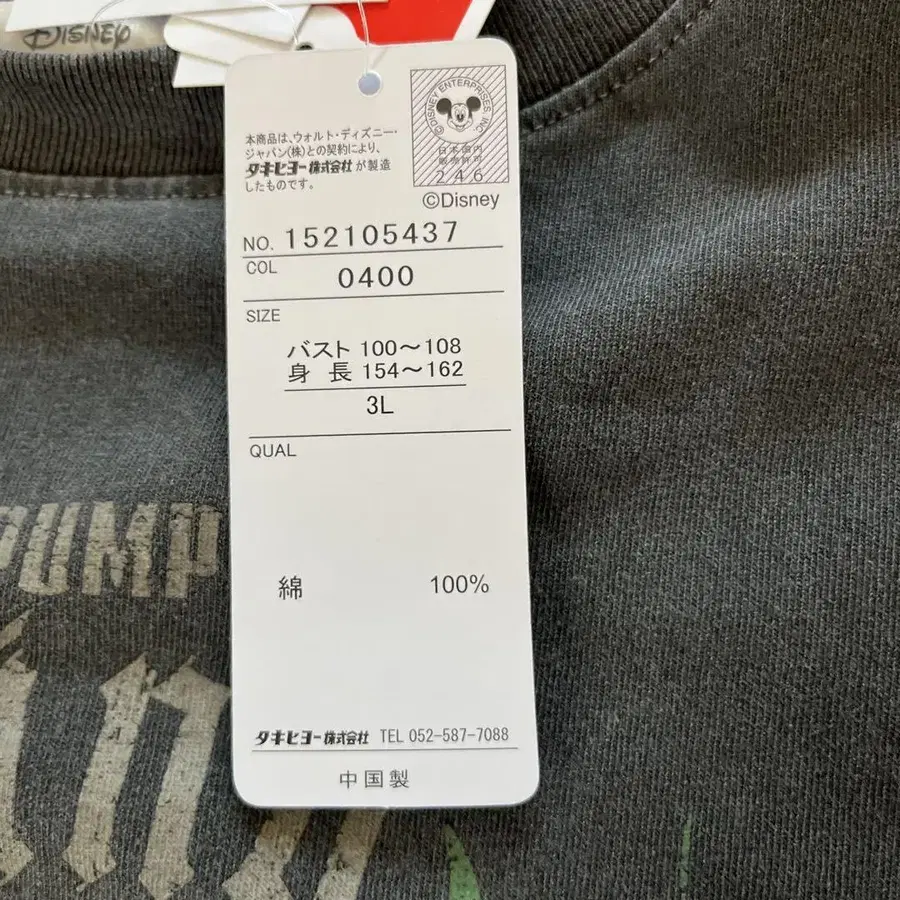 DISNEY
本商品は、ウォルト・ディズニー・
ジャパン(株)との契約により、
タキヒヨー株式会社が製造
したものです。
©DISNEY ENTERPRISES, INC.
日本国内
販売許可
246
©Disney
NO. 152105437
COL
0400
SIZE
バスト 100〜108
身 長 154〜162
3L
QUAL
綿 100%
タキヒヨー株式会社 TEL 052-587-7088
中国製
PUMP